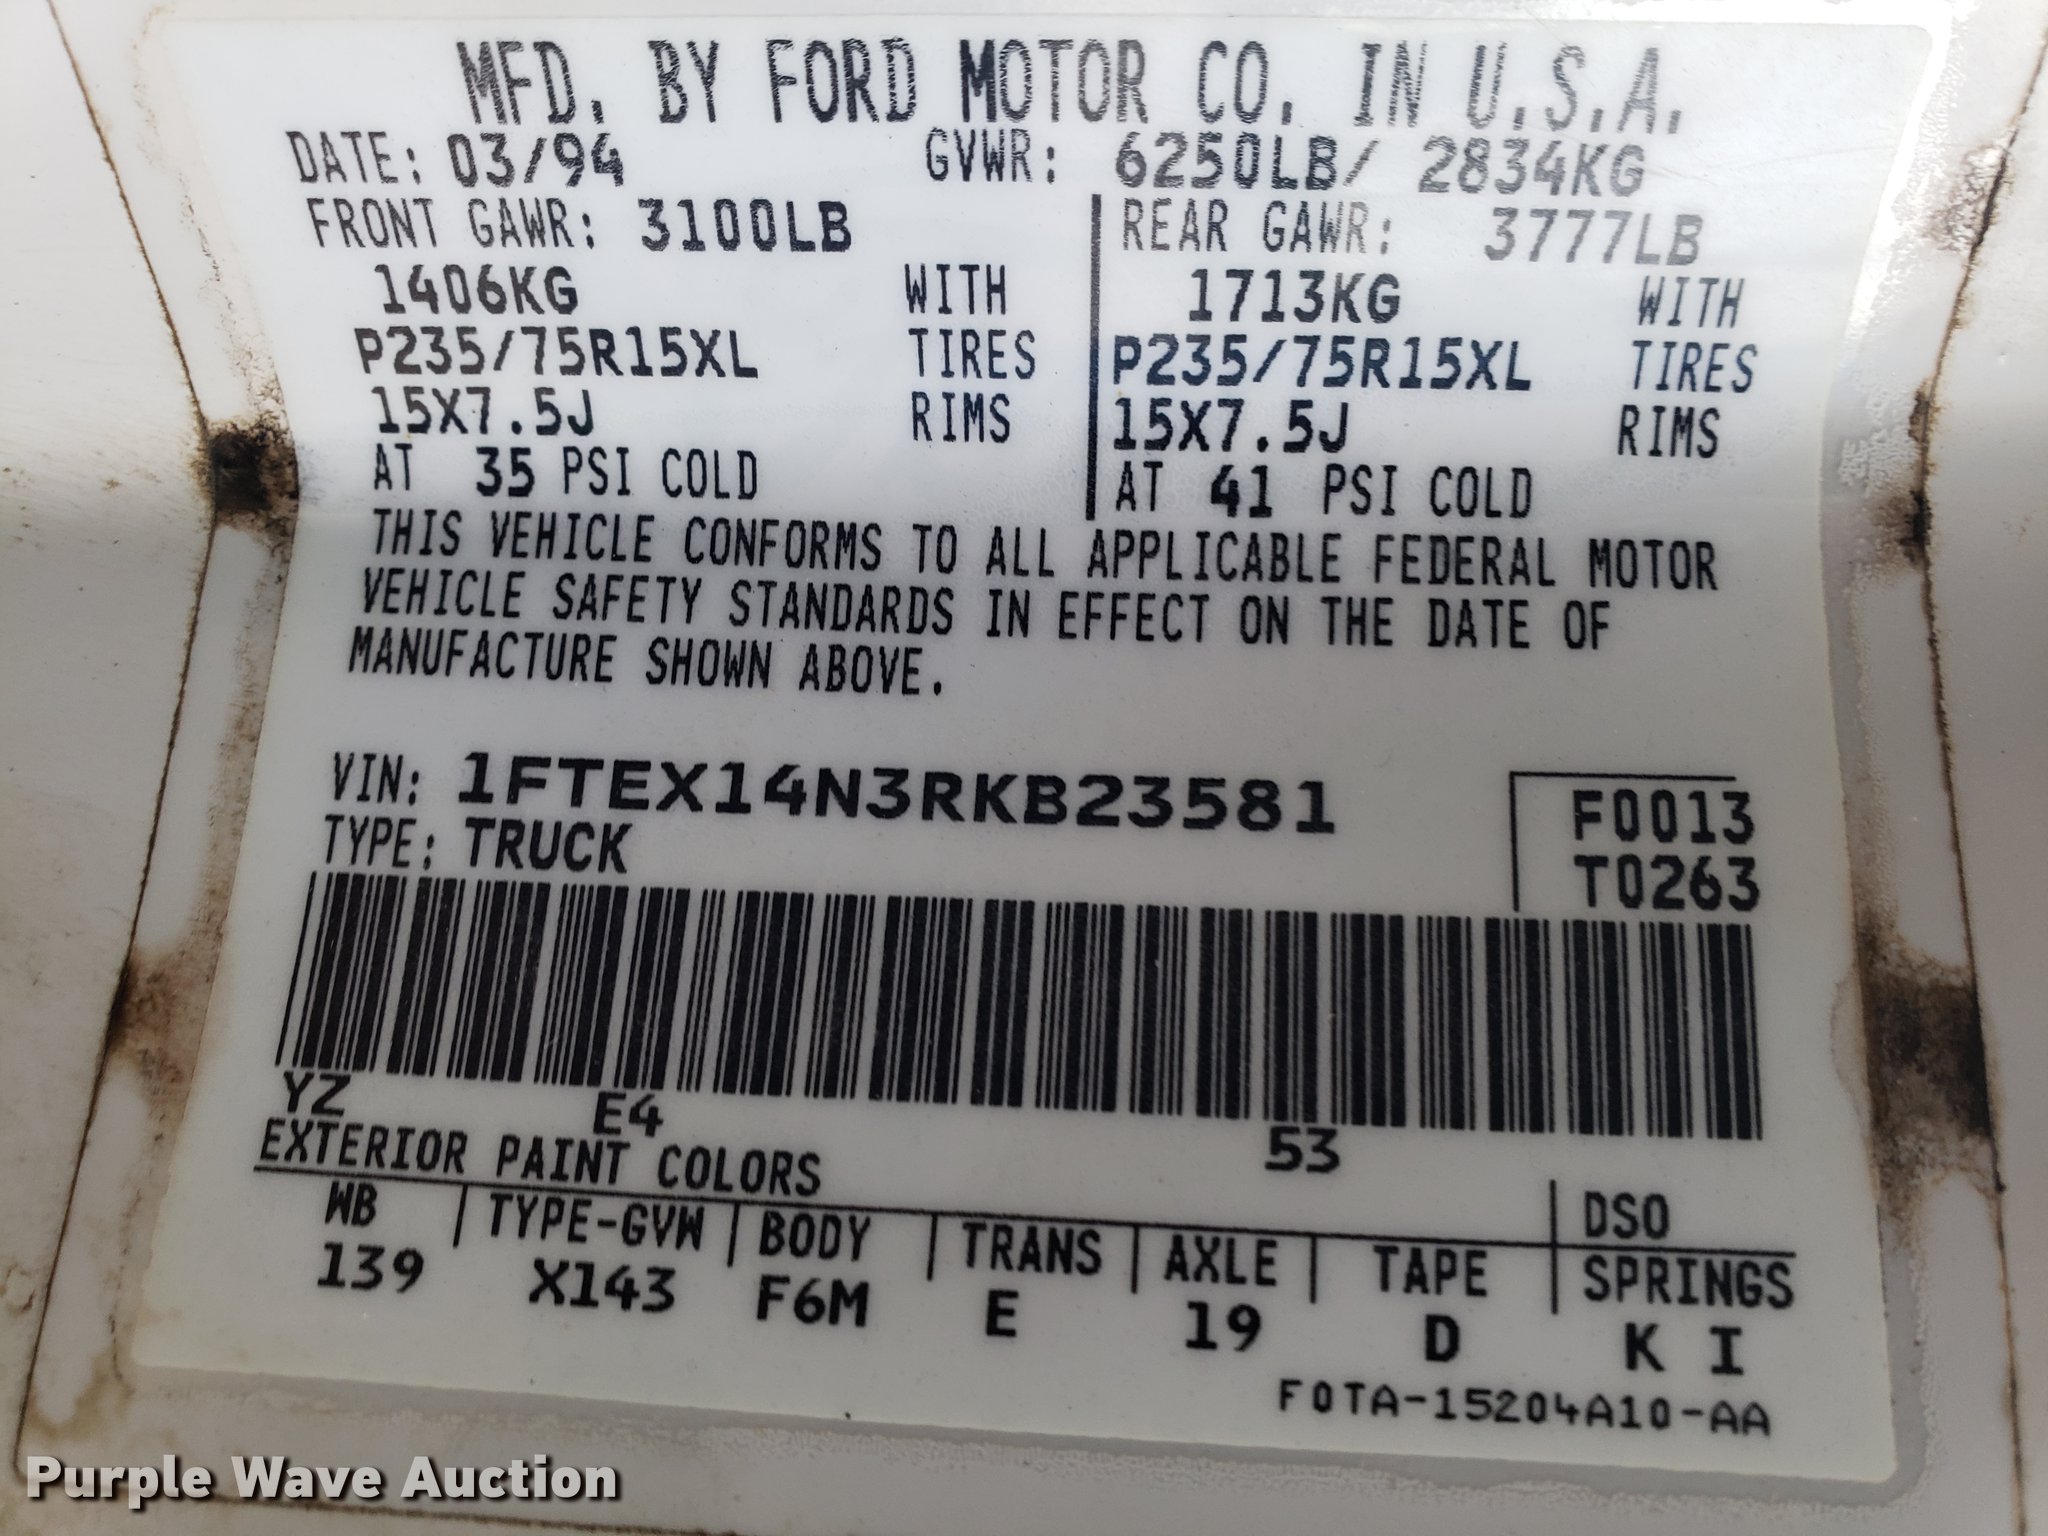 MFD. BY FORD MOTOR CO. IN U.S.A.
DATE: 03/94 GVWR: 6250LB/ 2834KG
FRONT GAWR: 3100LB REAR GAWR: 3777LB
1406KG WITH 1713KG WITH
P235/75R15XL TIRES P235/75R15XL TIRES
15X7.5J RIMS 15X7.5J RIMS
AT 35 PSI COLD AT 41 PSI COLD
THIS VEHICLE CONFORMS TO ALL APPLICABLE FEDERAL MOTOR
VEHICLE SAFETY STANDARDS IN EFFECT ON THE DATE OF
MANUFACTURE SHOWN ABOVE.
VIN: 1FTEX14N3RKB23581 F0013
TYPE: TRUCK T0263
YZ E4 53
EXTERIOR PAINT COLORS DSO
WB TYPE-GVW BODY TRANS AXLE TAPE SPRINGS
139 X143 F6M E 19 D K I
F0TA-15204A10-AA
Purple Wave Auction